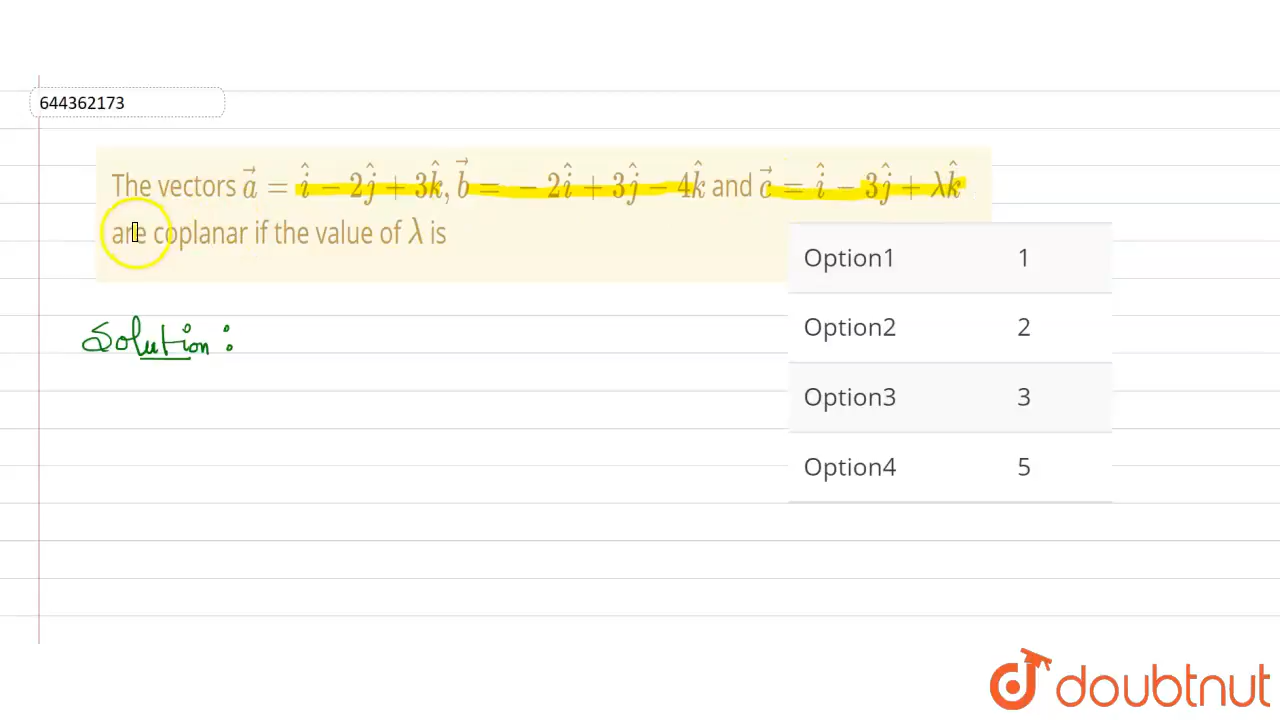 644362173
The vectors $\vec{a} = \hat{i} - 2\hat{j} + 3\hat{k}, \vec{b} = -2\hat{i} + 3\hat{j} - 4\hat{k}$ and $\vec{c} = \hat{i} - 3\hat{j} + \lambda\hat{k}$
are coplanar if the value of $\lambda$ is
Option1 1
Option2 2
Option3 3
Option4 5
Solution :
doubtnut